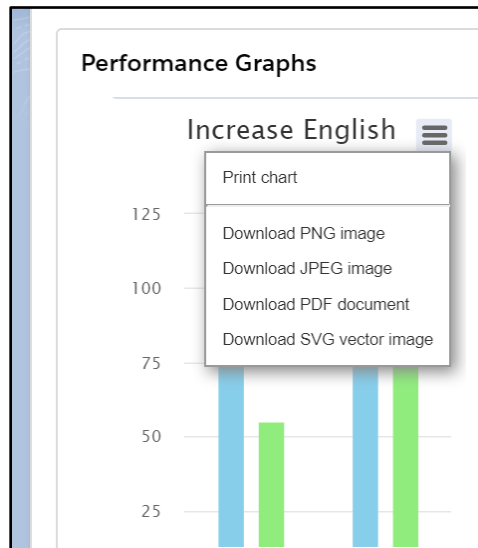 Performance Graphs
Increase English
Print chart
Download PNG image
Download JPEG image
Download PDF document
Download SVG vector image
125
100
75
50
25